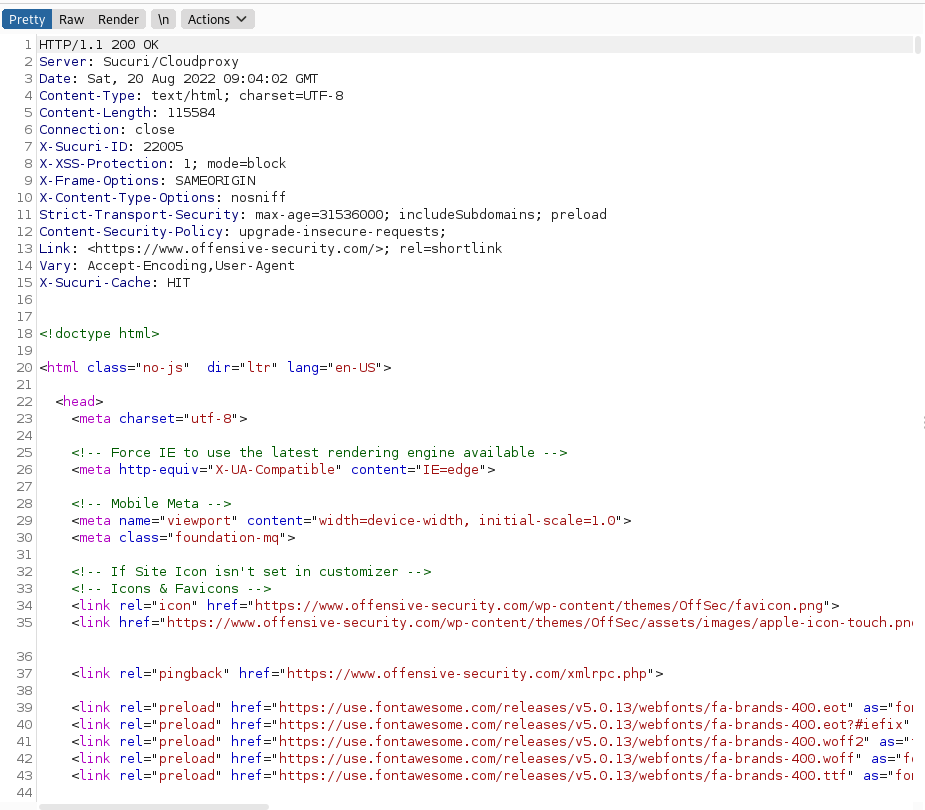 Pretty Raw Render \n Actions
1 HTTP/1.1 200 OK
2 Server: Sucuri/Cloudproxy
3 Date: Sat, 20 Aug 2022 09:04:02 GMT
4 Content-Type: text/html; charset=UTF-8
5 Content-Length: 115584
6 Connection: close
7 X-Sucuri-ID: 22005
8 X-XSS-Protection: 1; mode=block
9 X-Frame-Options: SAMEORIGIN
10 X-Content-Type-Options: nosniff
11 Strict-Transport-Security: max-age=31536000; includeSubdomains; preload
12 Content-Security-Policy: upgrade-insecure-requests;
13 Link: <https://www.offensive-security.com/>; rel=shortlink
14 Vary: Accept-Encoding,User-Agent
15 X-Sucuri-Cache: HIT
16
17
18 <!doctype html>
19
20 <html class="no-js"  dir="ltr" lang="en-US">
21
22 <head>
23 <meta charset="utf-8">
24
25 <!-- Force IE to use the latest rendering engine available -->
26 <meta http-equiv="X-UA-Compatible" content="IE=edge">
27
28 <!-- Mobile Meta -->
29 <meta name="viewport" content="width=device-width, initial-scale=1.0">
30 <meta class="foundation-mq">
31
32 <!-- If Site Icon isn't set in customizer -->
33 <!-- Icons & Favicons -->
34 <link rel="icon" href="https://www.offensive-security.com/wp-content/themes/OffSec/favicon.png">
35 <link href="https://www.offensive-security.com/wp-content/themes/OffSec/assets/images/apple-icon-touch.pn
36
37 <link rel="pingback" href="https://www.offensive-security.com/xmlrpc.php">
38
39 <link rel="preload" href="https://use.fontawesome.com/releases/v5.0.13/webfonts/fa-brands-400.eot" as="fo
40 <link rel="preload" href="https://use.fontawesome.com/releases/v5.0.13/webfonts/fa-brands-400.eot?#iefix"
41 <link rel="preload" href="https://use.fontawesome.com/releases/v5.0.13/webfonts/fa-brands-400.woff2" as="
42 <link rel="preload" href="https://use.fontawesome.com/releases/v5.0.13/webfonts/fa-brands-400.woff" as="f
43 <link rel="preload" href="https://use.fontawesome.com/releases/v5.0.13/webfonts/fa-brands-400.ttf" as="fo
44